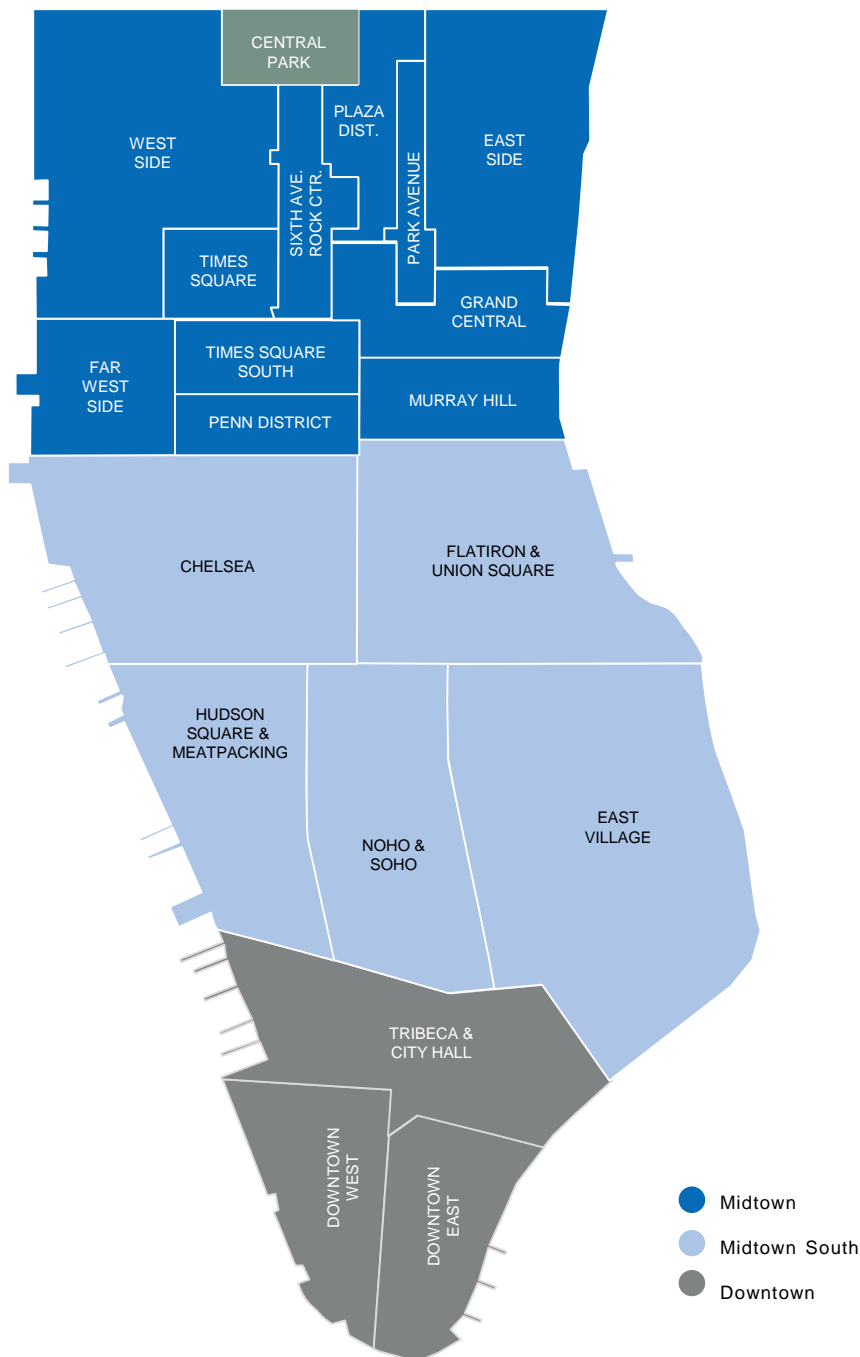 CENTRAL
PARK
PLAZA
DIST.
WEST
SIDE
EAST
SIDE
SIXTH AVE.
ROCK CTR.
PARK AVENUE
TIMES
SQUARE
GRAND
CENTRAL
FAR
WEST
SIDE
TIMES SQUARE
SOUTH
MURRAY HILL
PENN DISTRICT
CHELSEA
FLATIRON &
UNION SQUARE
HUDSON
SQUARE &
MEATPACKING
NOHO &
SOHO
EAST
VILLAGE
TRIBECA &
CITY HALL
DOWNTOWN
WEST
DOWNTOWN
EAST
Midtown
Midtown South
Downtown